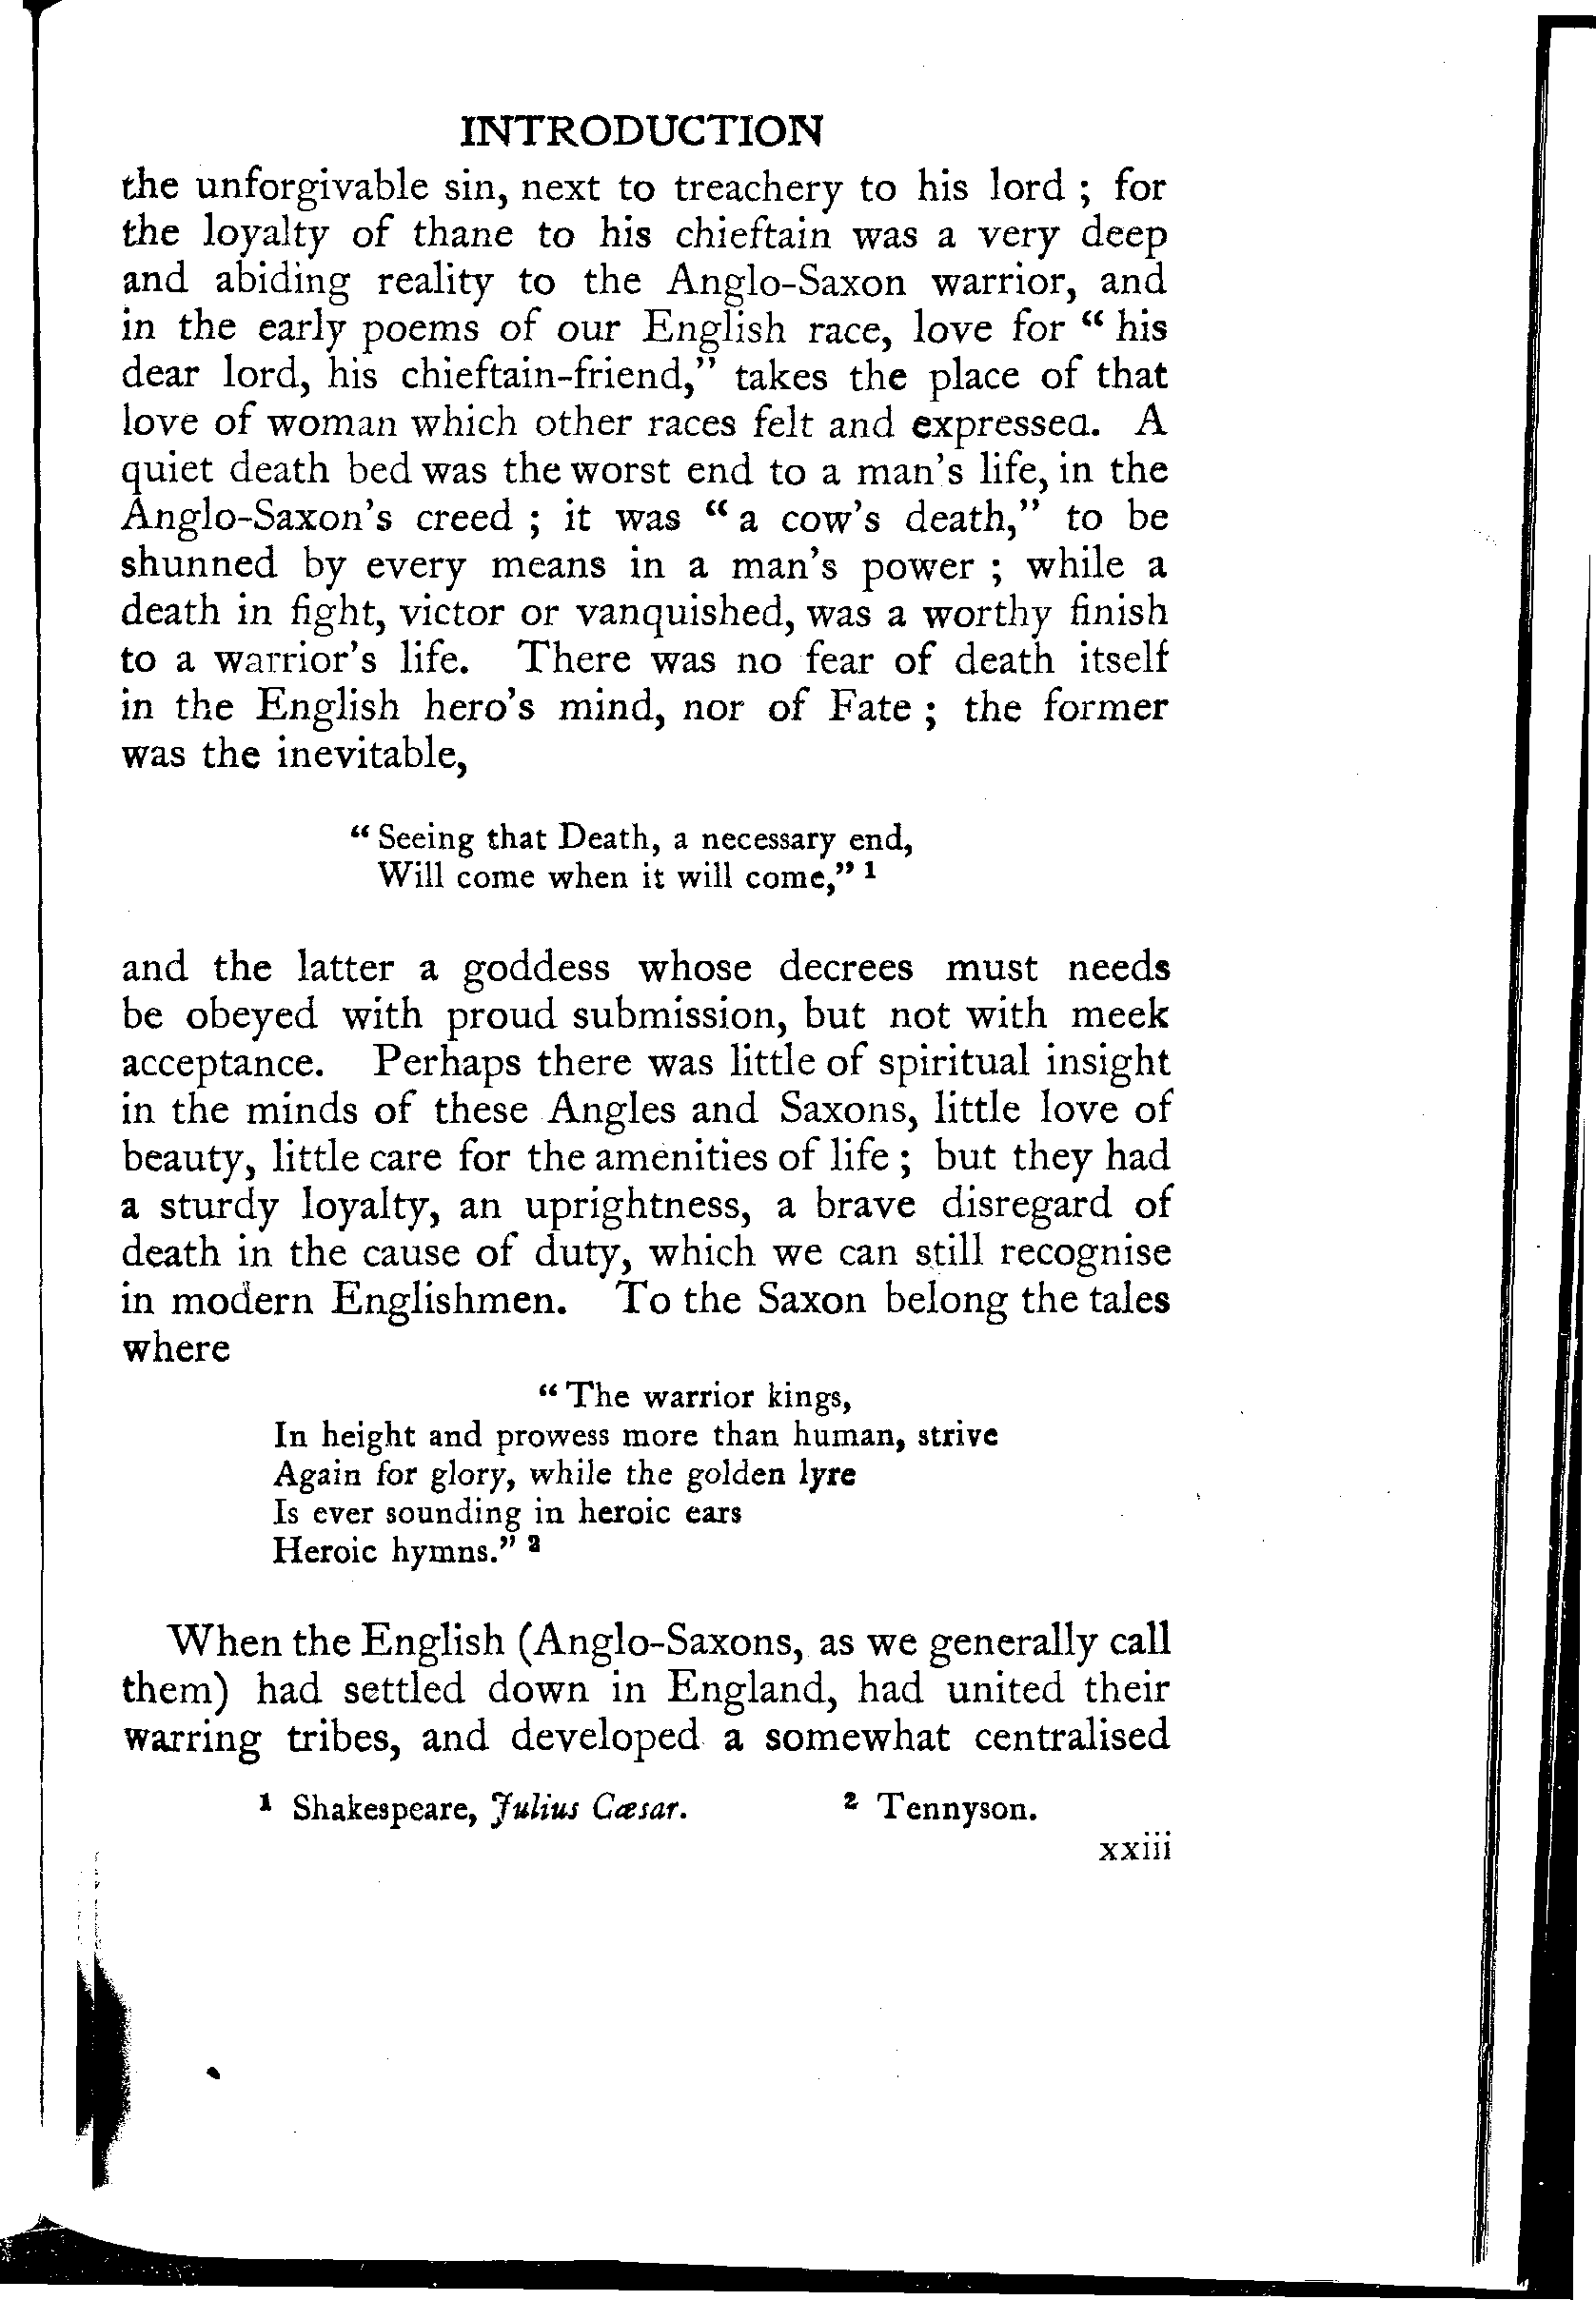 INTRODUCTION
the unforgivable sin, next to treachery to his lord ; for
the loyalty of thane to his chieftain was a very deep
and abiding reality to the Anglo-Saxon warrior, and
in the early poems of our English race, love for “ his
dear lord, his chieftain-friend,” takes the place of that
love of woman which other races felt and expressed. A
quiet death bed was the worst end to a man's life, in the
Anglo-Saxon's creed ; it was “ a cow's death,” to be
shunned by every means in a man's power ; while a
death in fight, victor or vanquished, was a worthy finish
to a warrior's life. There was no fear of death itself
in the English hero's mind, nor of Fate ; the former
was the inevitable,
“ Seeing that Death, a necessary end,
Will come when it will come,” 1
and the latter a goddess whose decrees must needs
be obeyed with proud submission, but not with meek
acceptance. Perhaps there was little of spiritual insight
in the minds of these Angles and Saxons, little love of
beauty, little care for the amenities of life ; but they had
a sturdy loyalty, an uprightness, a brave disregard of
death in the cause of duty, which we can still recognise
in modern Englishmen. To the Saxon belong the tales
where
“ The warrior kings,
In height and prowess more than human, strive
Again for glory, while the golden lyre
Is ever sounding in heroic ears
Heroic hymns.” 2
When the English (Anglo-Saxons, as we generally call
them) had settled down in England, had united their
warring tribes, and developed a somewhat centralised
1 Shakespeare, Julius Cæsar. 2 Tennyson.
xxiii